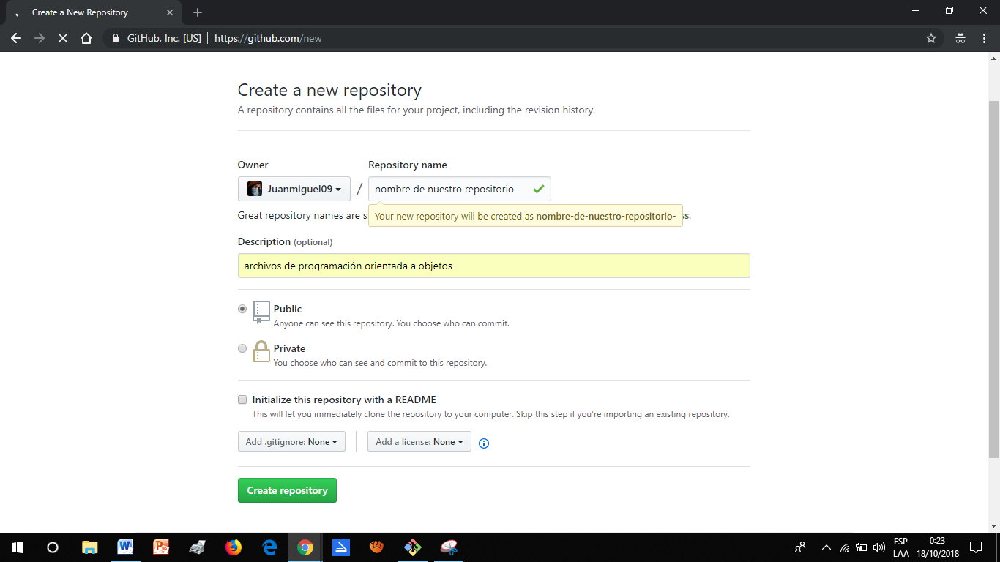 Create a New Repository
GitHub, Inc. [US] https://github.com/new
Create a new repository
A repository contains all the files for your project, including the revision history.
Owner
Repository name
Juanmiguel09
/
nombre de nuestro repositorio
Great repository names are s
Your new repository will be created as nombre-de-nuestro-repositorio-
ss.
Description (optional)
archivos de programación orientada a objetos
Public
Anyone can see this repository. You choose who can commit.
Private
You choose who can see and commit to this repository.
Initialize this repository with a README
This will let you immediately clone the repository to your computer. Skip this step if you’re importing an existing repository.
Add .gitignore: None
Add a license: None
Create repository
ESP
LAA
0:23
18/10/2018